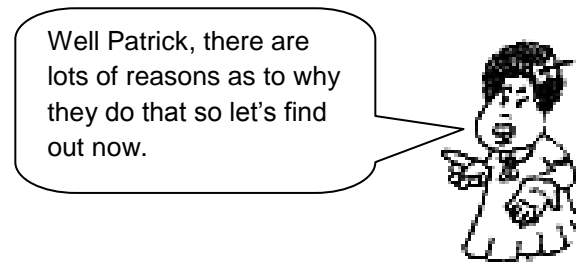 Well Patrick, there are
lots of reasons as to why
they do that so let’s find
out now.